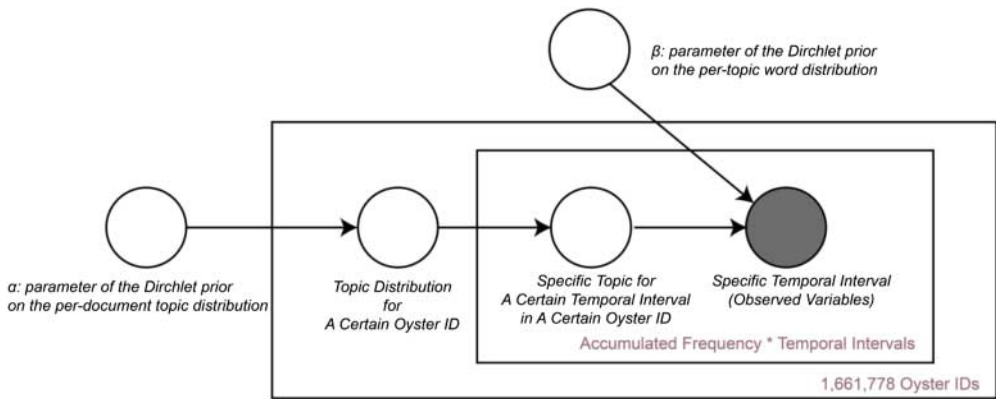 β: parameter of the Dirchlet prior
on the per-topic word distribution
α: parameter of the Dirchlet prior
on the per-document topic distribution
Topic Distribution
for
A Certain Oyster ID
Specific Topic for
A Certain Temporal Interval
in A Certain Oyster ID
Specific Temporal Interval
(Observed Variables)
Accumulated Frequency * Temporal Intervals
1,661,778 Oyster IDs